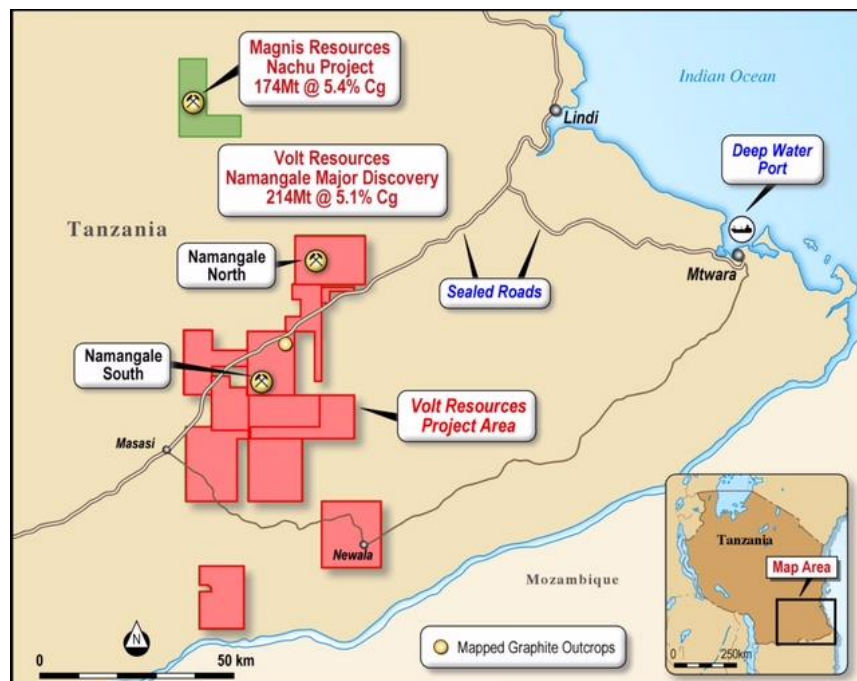 Magnis Resources
Nachu Project
174Mt @ 5.4% Cg
Indian Ocean
Lindi
Deep Water
Port
Volt Resources
Namangale Major Discovery
214Mt @ 5.1% Cg
Tanzania
Namangale
North
Mtwara
Sealed Roads
Namangale
South
Volt Resources
Project Area
Masasi
Newala
Tanzania
Map Area
Mozambique
N
Mapped Graphite Outcrops
0
50 km
0
250km